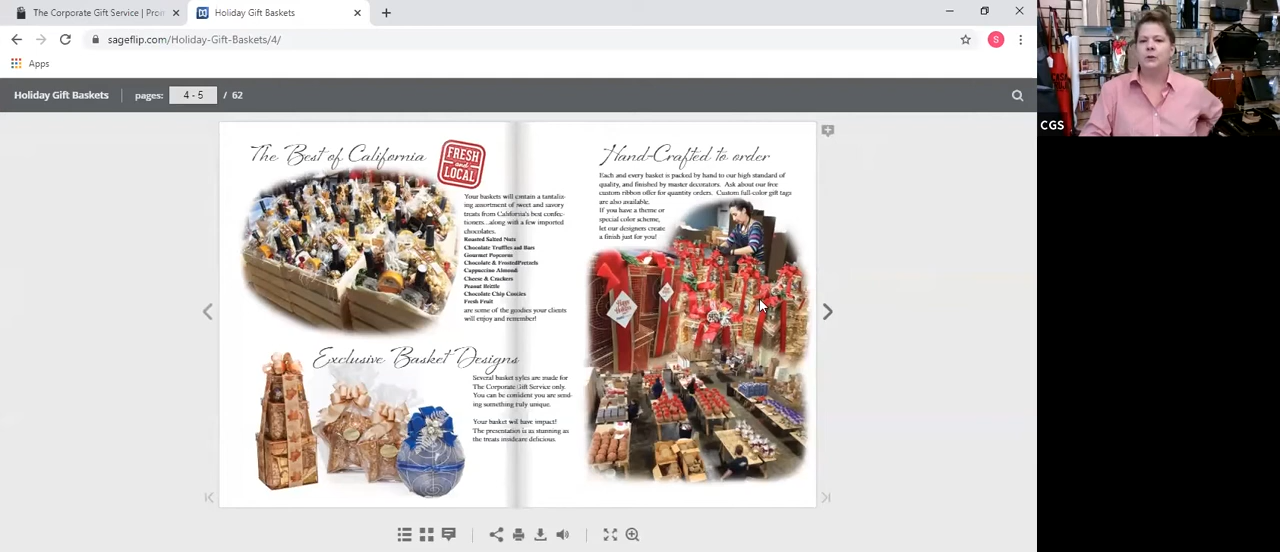 The Corporate Gift Service | Prom
Holiday Gift Baskets
sageflip.com/Holiday-Gift-Baskets/4/
S
Apps
Holiday Gift Baskets
pages:
4 - 5
/ 62
CGS
The Best of California
FRESH
and
LOCAL
Your baskets will contain a tantaliz-
ing assortment of sweet and savory
treats from California's best confec-
tioners...along with a few imported
chocolates.
Roasted Salted Nuts
Chocolate Truffles and Bars
Gourmet Popcorns
Chocolate & FrostedPretzels
Cappuccino Almonds
Cheese & Crackers
Peanut Brittle
Chocolate Chip Cookies
Fresh Fruit
are some of the goodies your clients
will enjoy and remember!
Exclusive Basket Designs
Several basket styles are made for
The Corporate Gift Service only.
You can be confident you are send-
ing something truly unique.
Your basket will have impact!
The presentation is as stunning as
the treats inside are delicious.
Hand-Crafted to order
Each and every basket is packed by hand to our high standard of
quality, and finished by master decorators. Ask about our free
custom ribbon offer for quantity orders. Custom full-color gift tags
are also available.
If you have a theme or
special color scheme,
let our designers create
a finish just for you!
Happy
Holidays